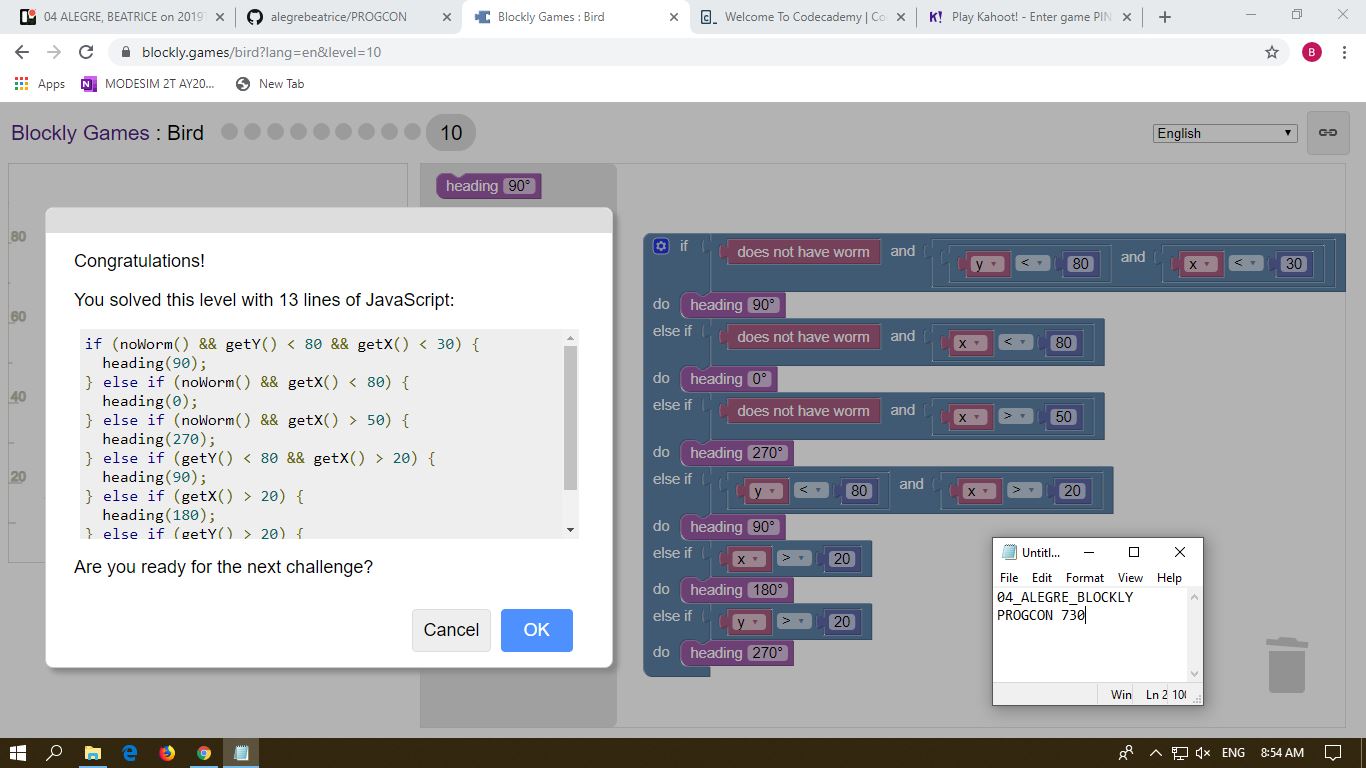 04 ALEGRE, BEATRICE on 2019T
alegrebeatrice/PROGCON
Blockly Games : Bird
Welcome To Codecademy | Co
Play Kahoot! - Enter game PIN
blockly.games/bird?lang=en&level=10
B
Apps
MODESIM 2T AY20...
New Tab
Blockly Games : Bird
10
English
80
60
40
20
heading 90°
Congratulations!
You solved this level with 13 lines of JavaScript:
if (noWorm() && getY() < 80 && getX() < 30) {
heading(90);
} else if (noWorm() && getX() < 80) {
heading(0);
} else if (noWorm() && getX() > 50) {
heading(270);
} else if (getY() < 80 && getX() > 20) {
heading(90);
} else if (getX() > 20) {
heading(180);
} else if (getY() > 20) {
Are you ready for the next challenge?
Cancel
OK
if does not have worm and y < 80 and x < 30
do heading 90°
else if does not have worm and x < 80
do heading 0°
else if does not have worm and x > 50
do heading 270°
else if y < 80 and x > 20
do heading 90°
else if x > 20
do heading 180°
else if y > 20
do heading 270°
Untitl...
File Edit Format View Help
04_ALEGRE_BLOCKLY
PROGCON 730
Win Ln 2 100
ENG 8:54 AM